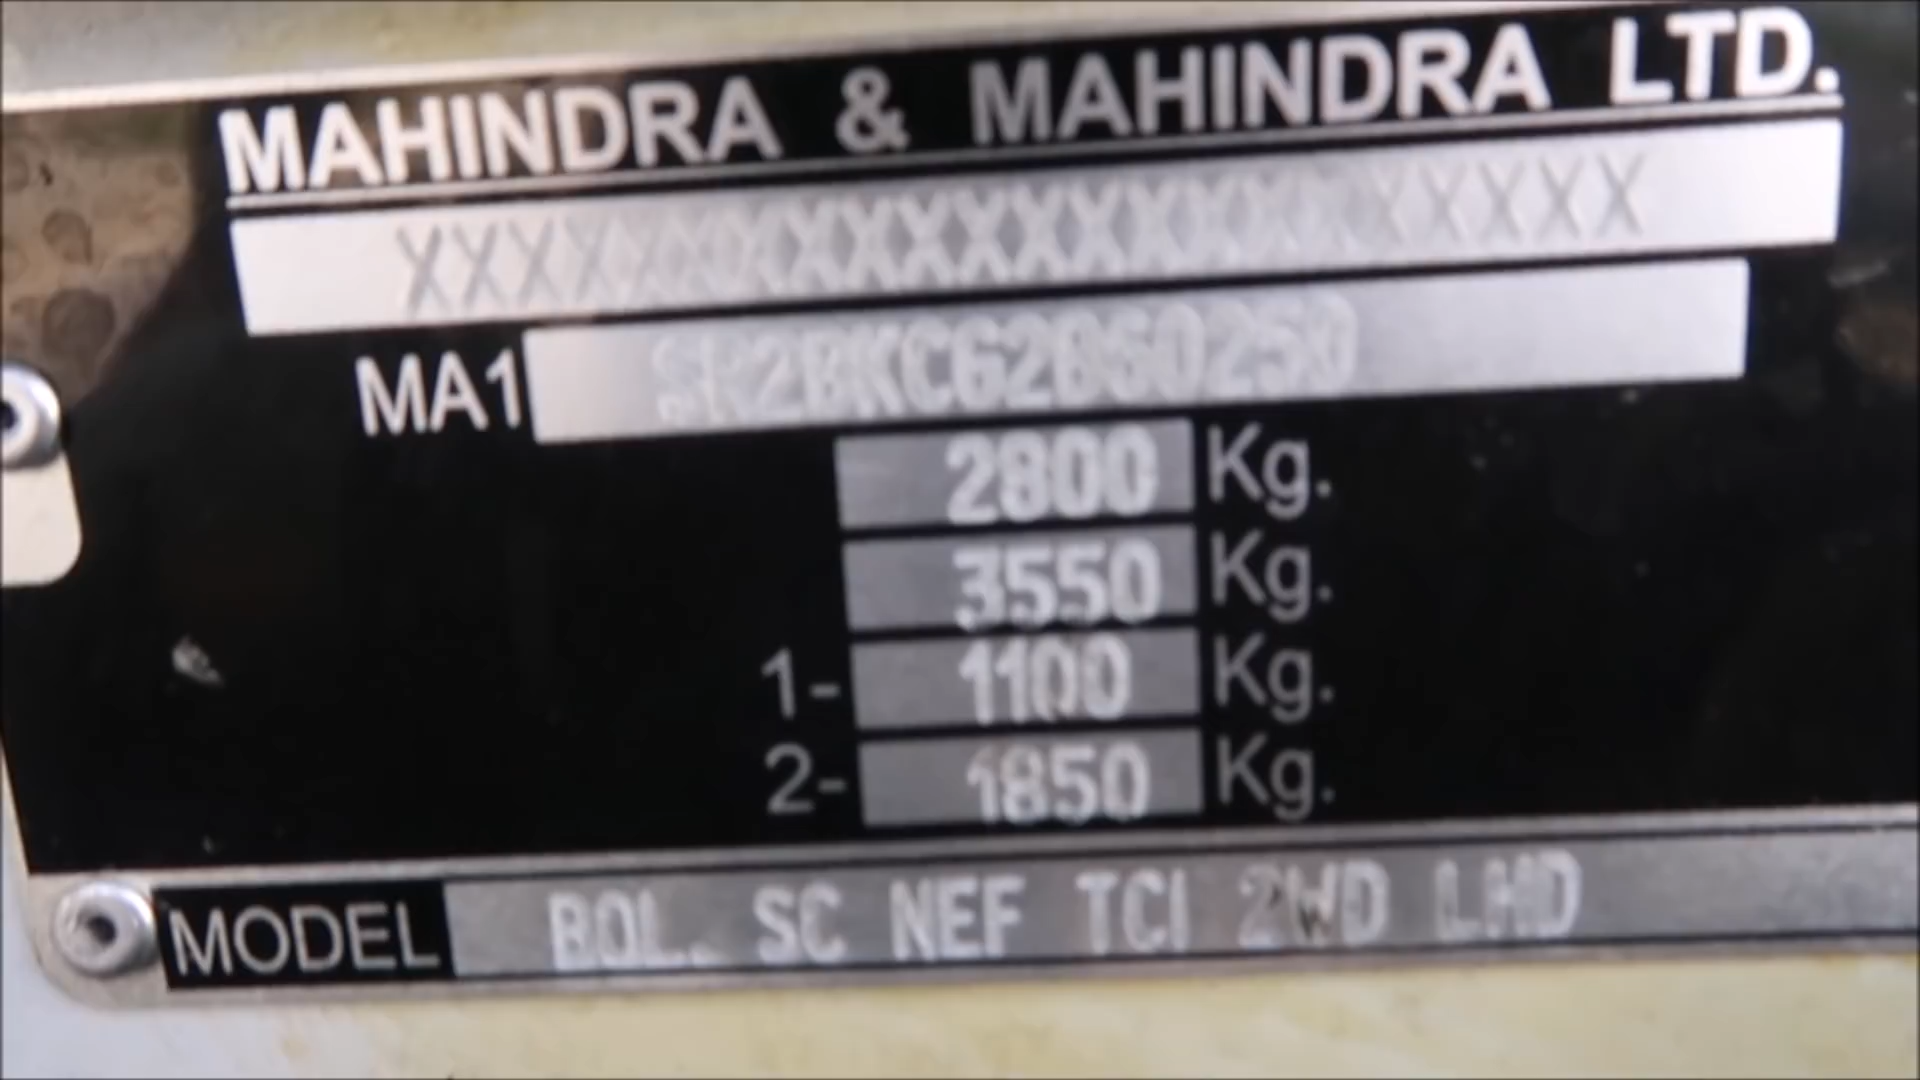 MAHINDRA & MAHINDRA LTD.
MA1
2800 Kg.
3550 Kg.
1- 1100 Kg.
2- 1850 Kg.
MODEL BOL. SC NEF TCI 2WD LHD